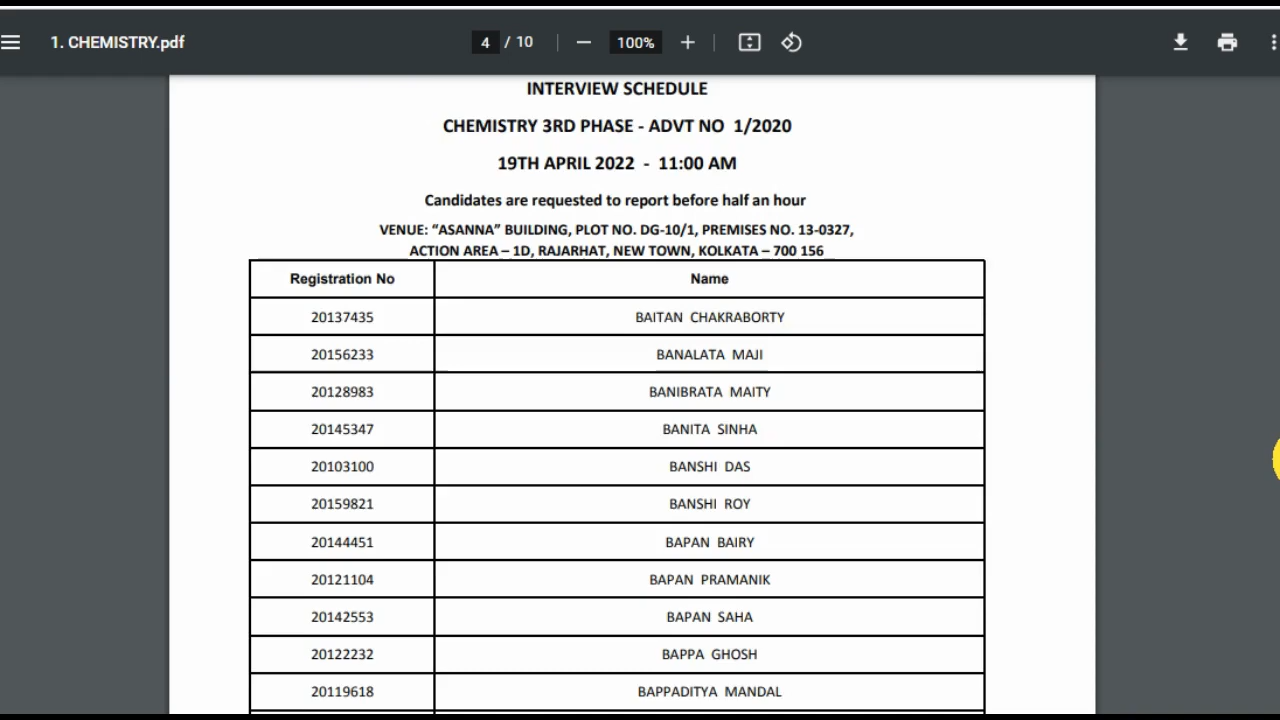 1. CHEMISTRY.pdf
4 / 10
100%
INTERVIEW SCHEDULE
CHEMISTRY 3RD PHASE - ADVT NO 1/2020
19TH APRIL 2022 - 11:00 AM
Candidates are requested to report before half an hour
VENUE: “ASANNA” BUILDING, PLOT NO. DG-10/1, PREMISES NO. 13-0327,
ACTION AREA – 1D, RAJARHAT, NEW TOWN, KOLKATA – 700 156
Registration No Name
20137435 BAITAN CHAKRABORTY
20156233 BANALATA MAJI
20128983 BANIBRATA MAITY
20145347 BANITA SINHA
20103100 BANSHI DAS
20159821 BANSHI ROY
20144451 BAPAN BAIRY
20121104 BAPAN PRAMANIK
20142553 BAPAN SAHA
20122232 BAPPA GHOSH
20119618 BAPPADITYA MANDAL